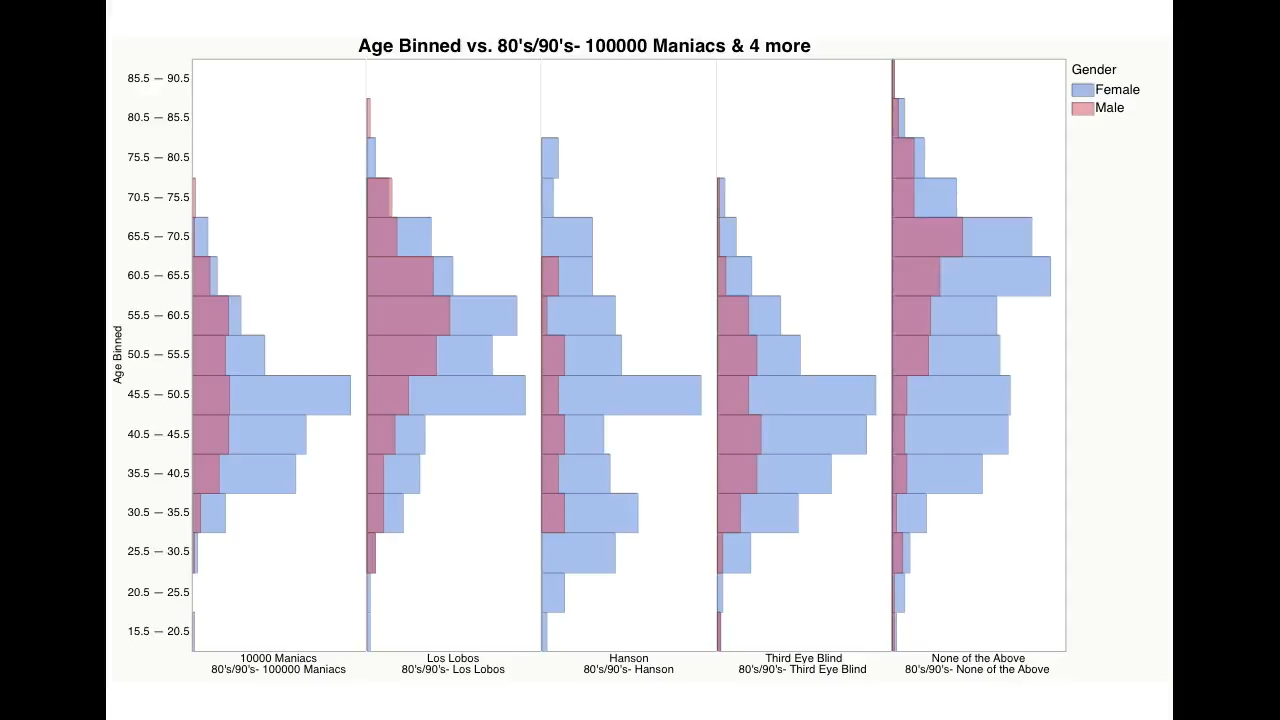 Age Binned vs. 80's/90's- 100000 Maniacs & 4 more
Gender
Female
Male
Age Binned
85.5 — 90.5
80.5 — 85.5
75.5 — 80.5
70.5 — 75.5
65.5 — 70.5
60.5 — 65.5
55.5 — 60.5
50.5 — 55.5
45.5 — 50.5
40.5 — 45.5
35.5 — 40.5
30.5 — 35.5
25.5 — 30.5
20.5 — 25.5
15.5 — 20.5
10000 Maniacs
80's/90's- 100000 Maniacs
Los Lobos
80's/90's- Los Lobos
Hanson
80's/90's- Hanson
Third Eye Blind
80's/90's- Third Eye Blind
None of the Above
80's/90's- None of the Above